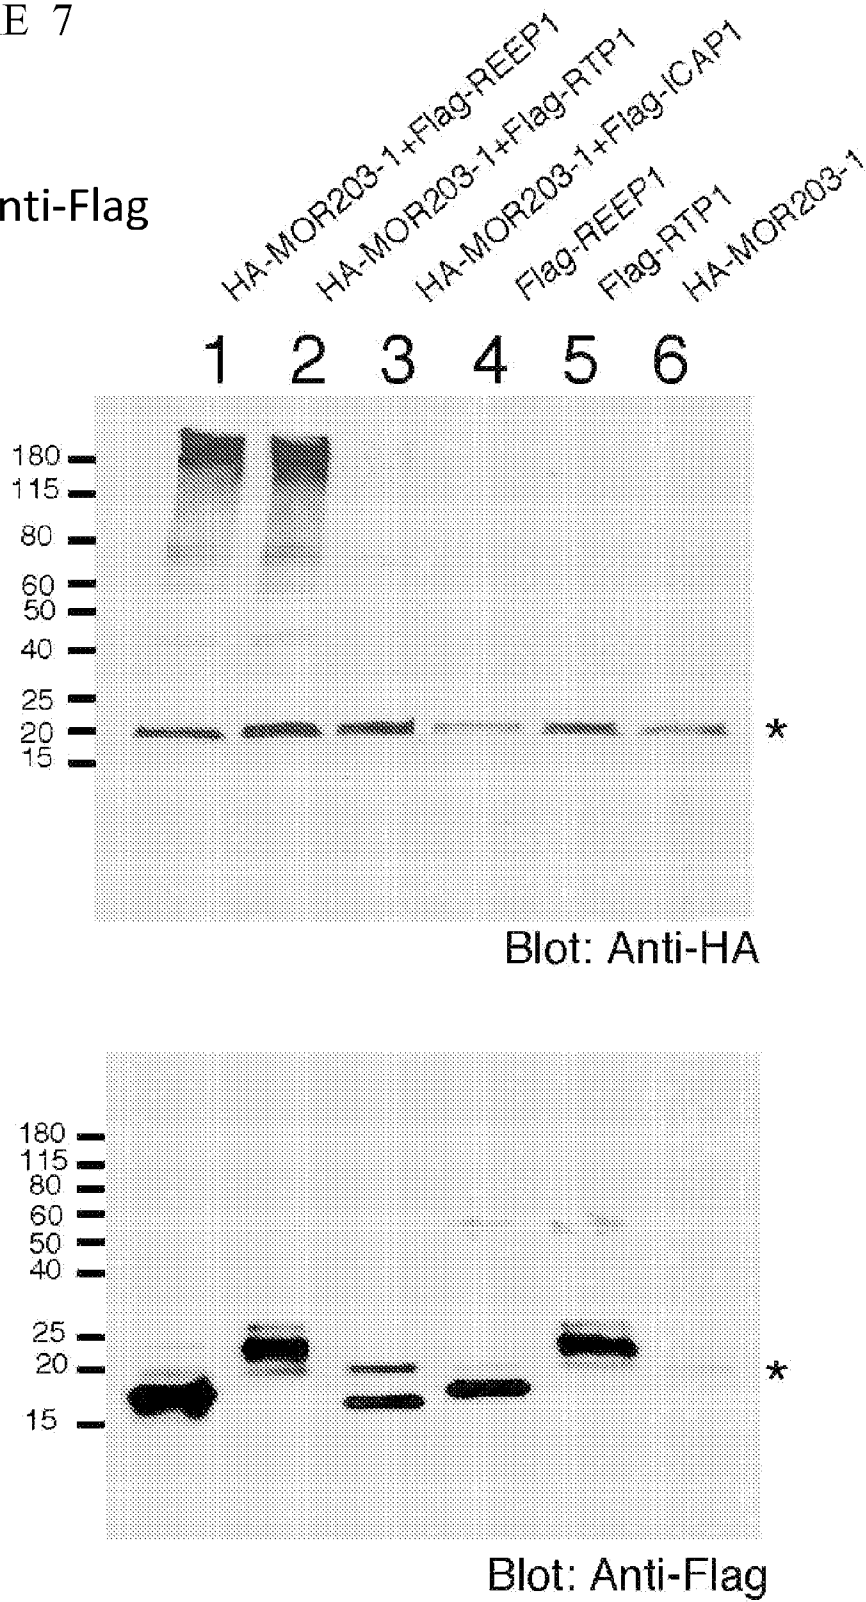 E 7
nti-Flag
HA-MOR203-1+Flag-REEP1
HA-MOR203-1+Flag-RTP1
HA-MOR203-1+Flag-ICAP1
Flag-REEP1
Flag-RTP1
HA-MOR203-1
1 2 3 4 5 6
180
115
80
60
50
40
25
20 *
15
Blot: Anti-HA
180
115
80
60
50
40
25
20 *
15
Blot: Anti-Flag